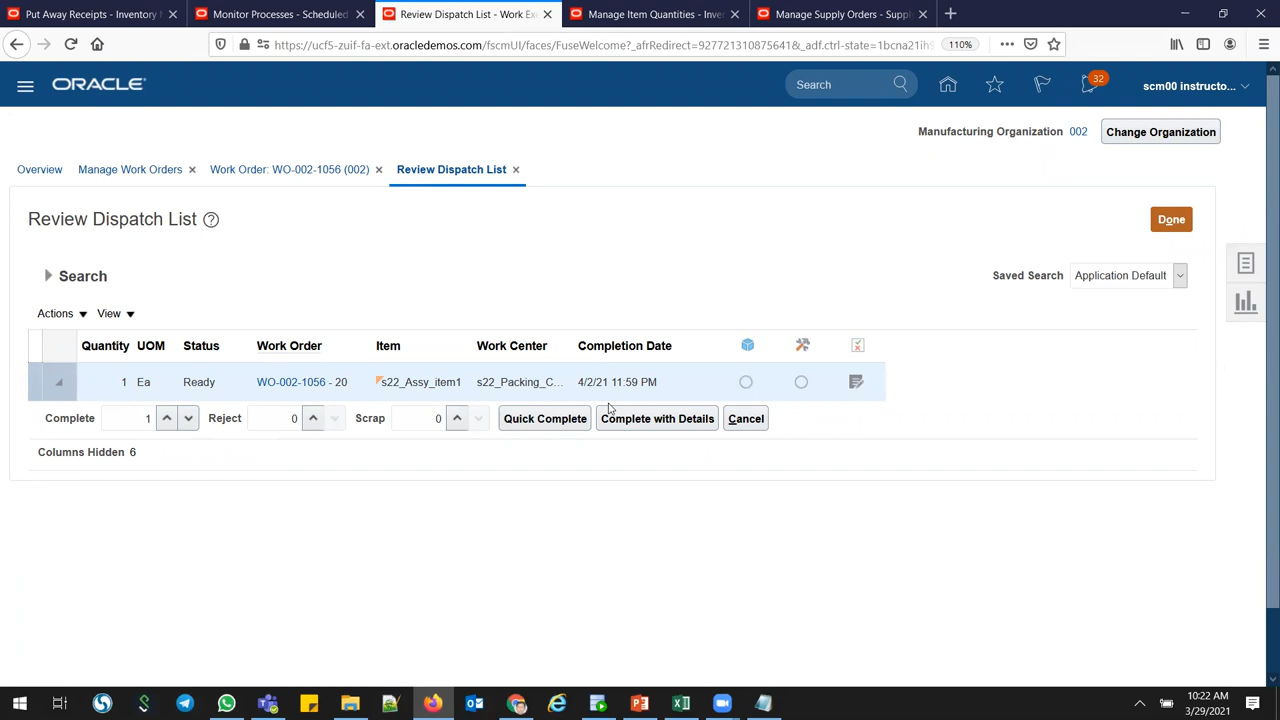 Put Away Receipts - Inventory
Monitor Processes - Scheduled
Review Dispatch List - Work Exe
Manage Item Quantities - Inven
Manage Supply Orders - Supply
https://ucf5-zuif-fa-ext.oracledemos.com/fscmUI/faces/FuseWelcome?_afrRedirect=927721310875641&_adf.ctrl-state=1bcna21ih9
110%
ORACLE
Search
32
scm00 instructo...
Manufacturing Organization 002 Change Organization
Overview Manage Work Orders Work Order: WO-002-1056 (002) Review Dispatch List
Review Dispatch List
Done
Search
Saved Search Application Default
Actions View
Quantity UOM Status Work Order Item Work Center Completion Date
1 Ea Ready WO-002-1056 - 20 s22_Assy_item1 s22_Packing_C... 4/2/21 11:59 PM
Complete 1 Reject 0 Scrap 0 Quick Complete Complete with Details Cancel
Columns Hidden 6
10:22 AM
3/29/2021